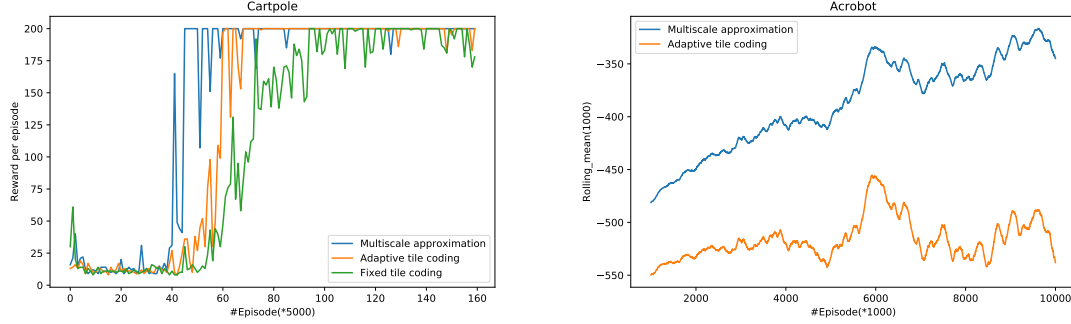 Cartpole
200
175
150
125
100
75
50
25
0
Reward per episode
0 20 40 60 80 100 120 140 160
#Episode(*5000)
Multiscale approximation
Adaptive tile coding
Fixed tile coding
Acrobot
Multiscale approximation
Adaptive tile coding
−350
−400
−450
−500
−550
Rolling_mean(1000)
2000 4000 6000 8000 10000
#Episode(*1000)